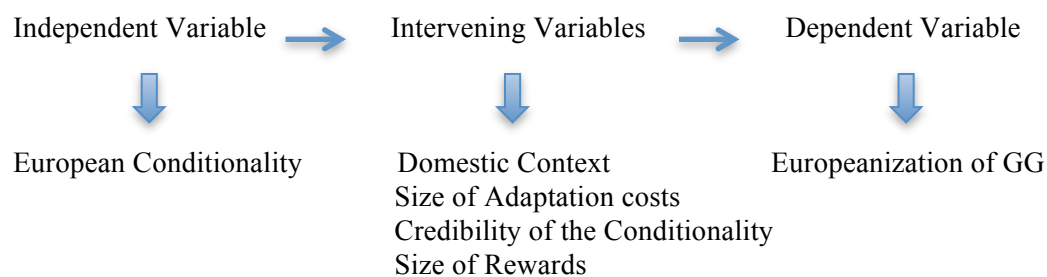 Independent Variable
Intervening Variables
Dependent Variable
European Conditionality
Domestic Context
Size of Adaptation costs
Credibility of the Conditionality
Size of Rewards
Europeanization of GG